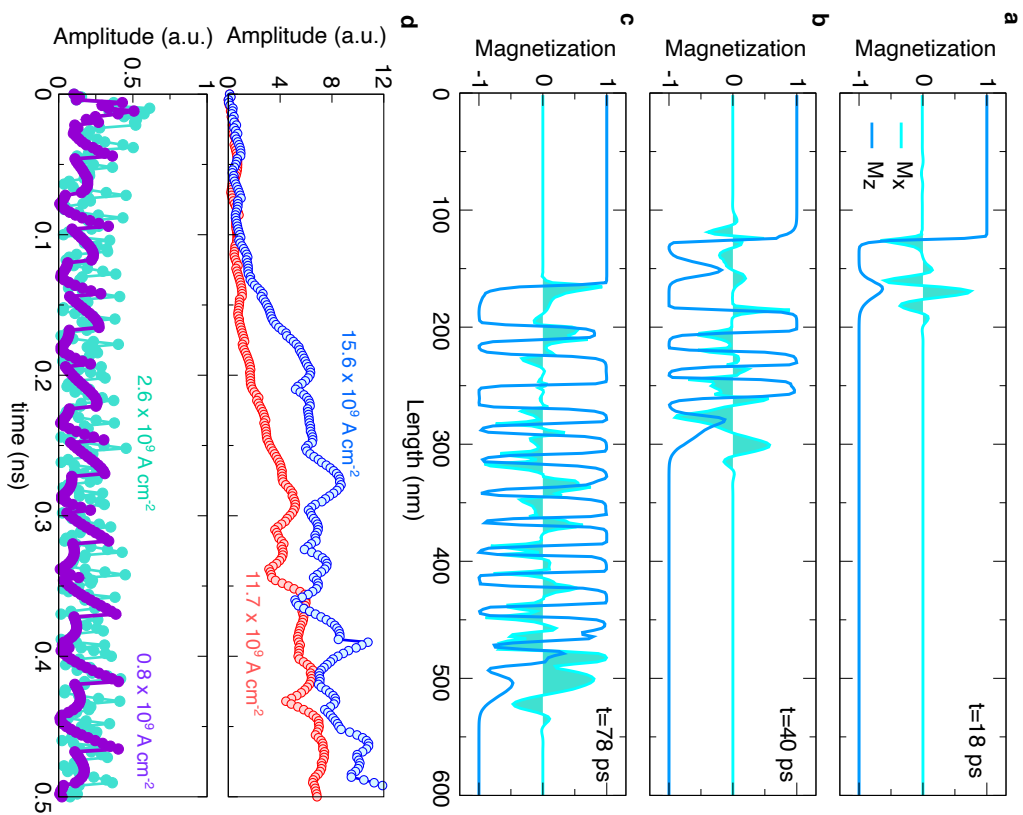 a
Magnetization
1
0
-1
t=18 ps
Mx
Mz
b
Magnetization
1
0
-1
t=40 ps
c
Magnetization
1
0
-1
t=78 ps
0 100 200 300 400 500 600
Length (nm)
d
Amplitude (a.u.)
12
8
4
0
15.6 x 10⁹ A cm⁻²
11.7 x 10⁹ A cm⁻²
Amplitude (a.u.)
1
0.5
0
2.6 x 10⁹ A cm⁻²
0.8 x 10⁹ A cm⁻²
0 0.1 0.2 0.3 0.4 0.5
time (ns)